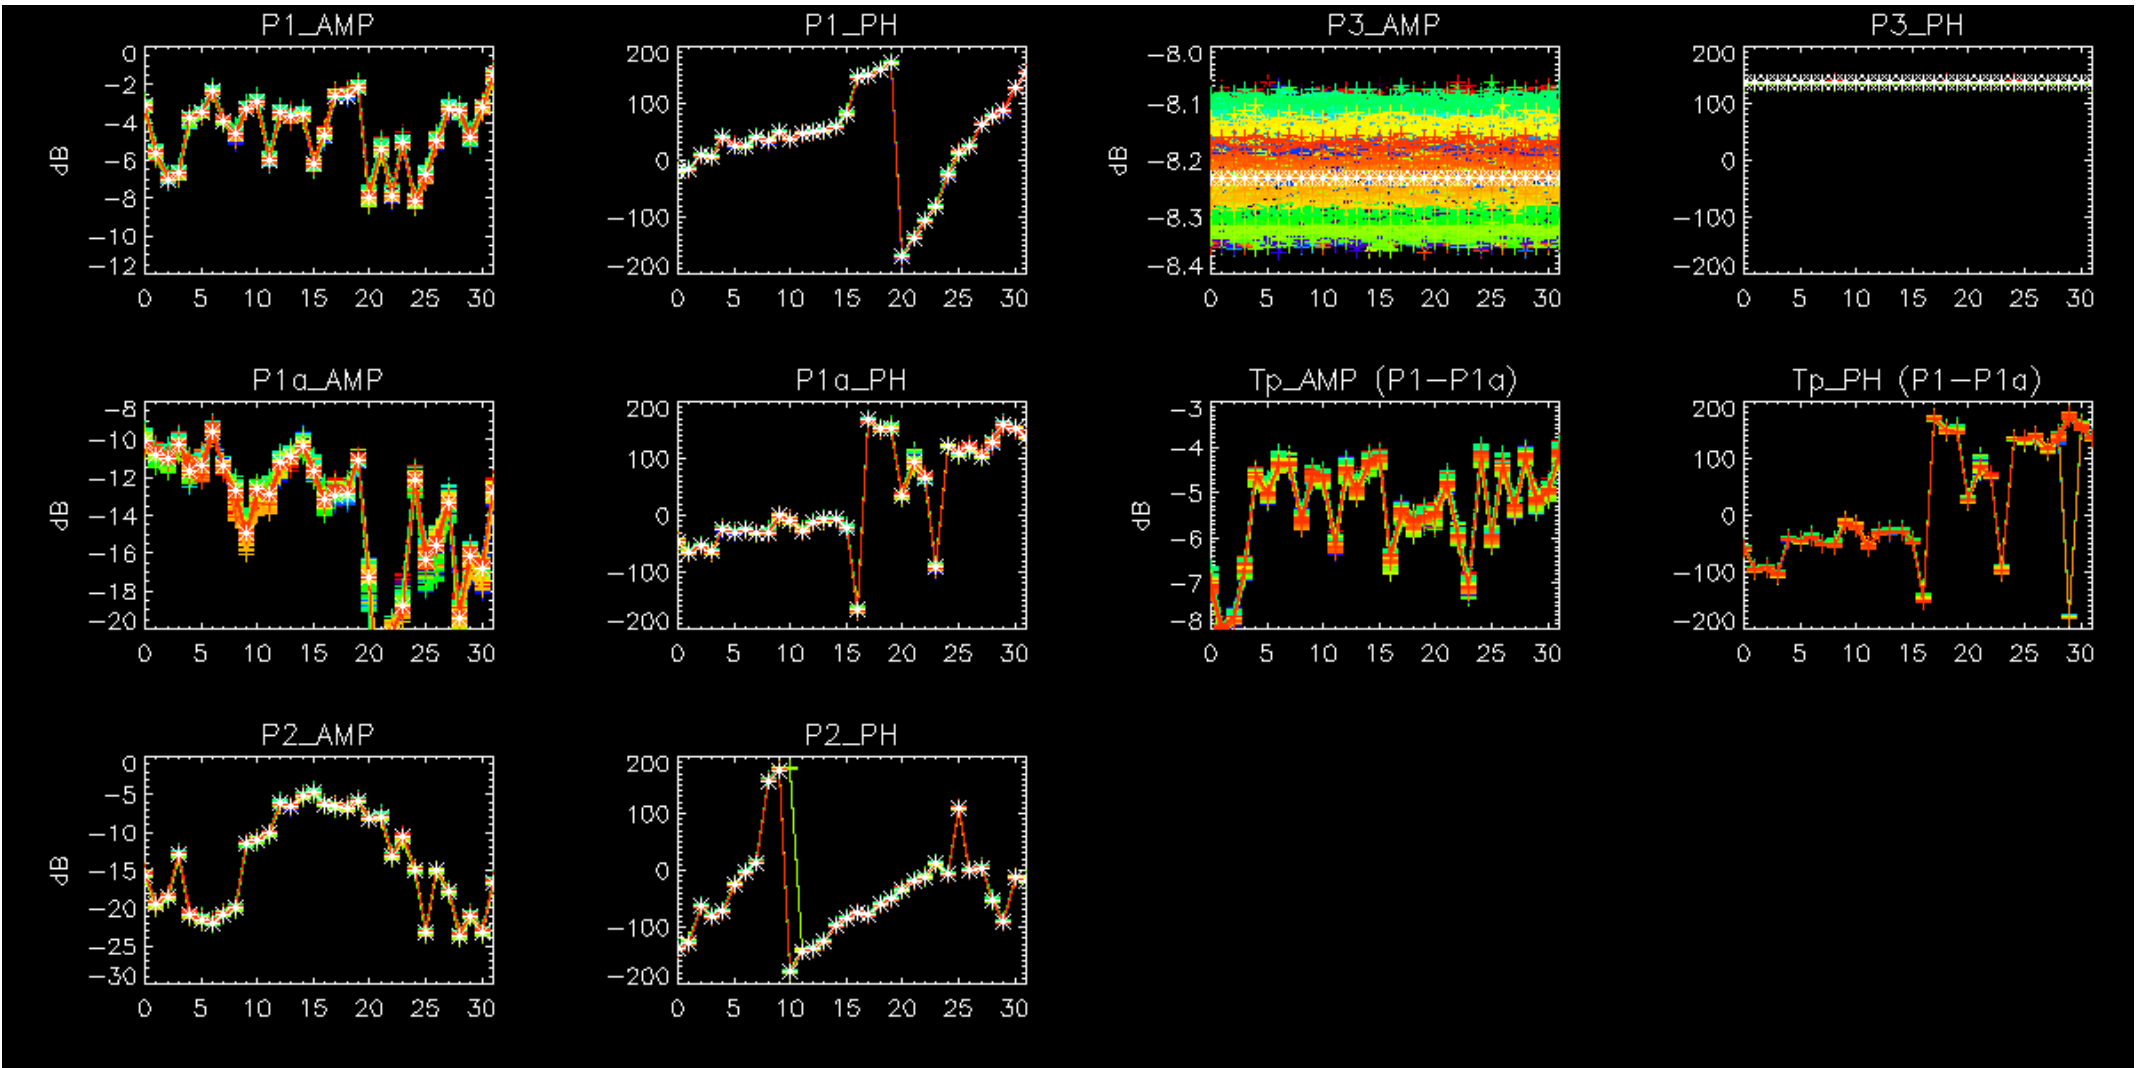 P1_AMP P1_PH P3_AMP P3_PH
0 200 -8.0 200
-2 100 -8.1 100
-4 0 -8.2 0
-6 -100 -8.3 -100
-8 -200 -8.4 -200
-10
-12
dB dB
0 5 10 15 20 25 30 0 5 10 15 20 25 30 0 5 10 15 20 25 30 0 5 10 15 20 25 30
P1a_AMP P1a_PH Tp_AMP (P1-P1a) Tp_PH (P1-P1a)
-8 200 -3 200
-10 100 -4 100
-12 0 -5 0
-14 -100 -6 -100
-16 -200 -7 -200
-18 -8
-20
dB dB
0 5 10 15 20 25 30 0 5 10 15 20 25 30 0 5 10 15 20 25 30 0 5 10 15 20 25 30
P2_AMP P2_PH
0 200
-5 100
-10 0
-15 -100
-20 -200
-25
-30
dB
0 5 10 15 20 25 30 0 5 10 15 20 25 30